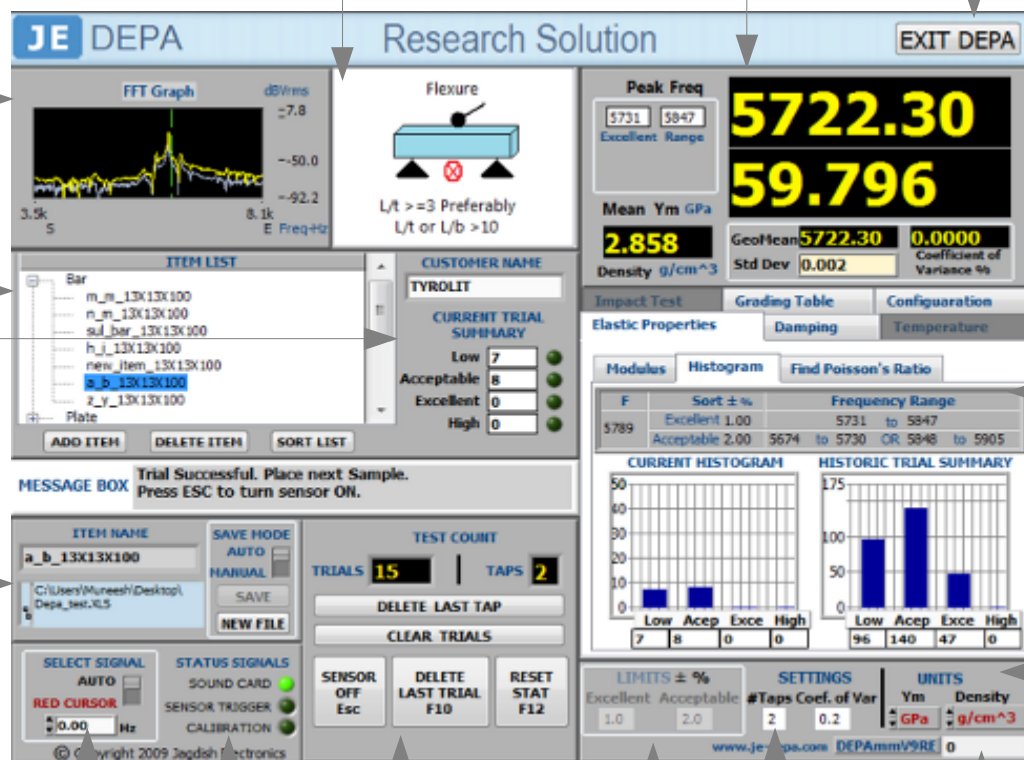 JE DEPA
Research Solution
EXIT DEPA
FFT Graph
dBVrms
-7.8
-50.0
-92.2
3.5k
8.1k
S
E Freq-Hz
Flexure
L/t >=3 Preferably
L/t or L/b >10
Peak Freq
5731 5847
Excellent Range
5722.30
59.796
Mean Ym GPa
2.858
Density g/cm^3
GeoMean 5722.30
0.0000
Std Dev 0.002
Coefficient of
Variance %
ITEM LIST
Bar
m_m_13X13X100
n_m_13X13X100
sul_bar_13X13X100
h_i_13X13X100
new_item_13X13X100
a_b_13X13X100
z_y_13X13X100
Plate
ADD ITEM DELETE ITEM SORT LIST
CUSTOMER NAME
TYROLIT
CURRENT TRIAL
SUMMARY
Low 7
Acceptable 8
Excellent 0
High 0
Impact Test Grading Table Configuaration
Elastic Properties Damping Temperature
Modulus Histogram Find Poisson's Ratio
F Sort ± % Frequency Range
5789
Excellent 1.00 5731 to 5847
Acceptable 2.00 5674 to 5730 OR 5848 to 5905
MESSAGE BOX
Trial Successful. Place next Sample.
Press ESC to turn sensor ON.
CURRENT HISTOGRAM
50
40
30
20
10
0
Low Acep Exce High
7 8 0 0
HISTORIC TRIAL SUMMARY
175
100
50
0
Low Acep Exce High
96 140 47 0
ITEM NAME
a_b_13X13X100
C:\Users\Muneesh\Desktop\
Depa_test.XLS
SAVE MODE
AUTO
MANUAL
SAVE
NEW FILE
TEST COUNT
TRIALS 15 TAPS 2
DELETE LAST TAP
CLEAR TRIALS
SENSOR
OFF
Esc
DELETE
LAST TRIAL
F10
RESET
STAT
F12
SELECT SIGNAL
AUTO
RED CURSOR
0.00 Hz
STATUS SIGNALS
SOUND CARD
SENSOR TRIGGER
CALIBRATION
© Copyright 2009 Jagdish Electronics
LIMITS ± %
Excellent Acceptable
1.0 2.0
SETTINGS
#Taps Coef. of Var
2 0.2
UNITS
Ym Density
GPa g/cm^3
www.je-depa.com DEPAmmV9RE 0